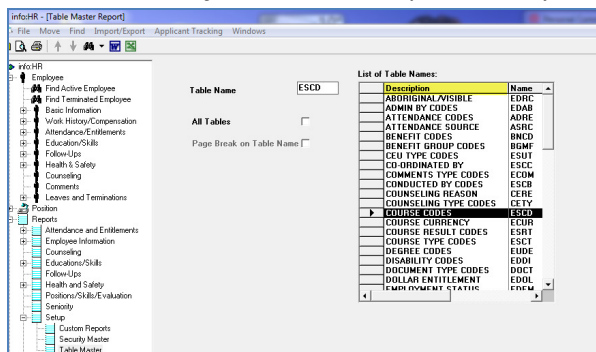 info:HR - [Table Master Report]
File Move Find Import/Export Applicant Tracking Windows
info:HR
Employee
Find Active Employee
Find Terminated Employee
Basic Information
Work History/Compensation
Attendance/Entitlements
Education/Skills
Follow-Ups
Health & Safety
Counseling
Comments
Leaves and Terminations
Position
Reports
Attendance and Entitlements
Employee Information
Counseling
Educations/Skills
Follow-Ups
Health and Safety
Positions/Skills/Evaluation
Seniority
Setup
Custom Reports
Security Master
Table Master
Table Name ESCD
All Tables
Page Break on Table Name
List of Table Names:
Description Name
ABORIGINAL/VISIBLE EDRC
ADMIN BY CODES EDAB
ATTENDANCE CODES ADRE
ATTENDANCE SOURCE ASRC
BENEFIT CODES BNCD
BENEFIT GROUP CODES BGMF
CEU TYPE CODES ESUT
CO-ORDINATED BY ESCC
COMMENTS TYPE CODES ECOM
CONDUCTED BY CODES ESCB
COUNSELING REASON CERE
COUNSELING TYPE CODES CETY
COURSE CODES ESCD
COURSE CURRENCY ECUR
COURSE RESULT CODES ESRT
COURSE TYPE CODES ESCT
DEGREE CODES EUDE
DISABILITY CODES EDDI
DOCUMENT TYPE CODES DOCT
DOLLAR ENTITLEMENT EDOL
EMPLOYMENT STATUS EDEM